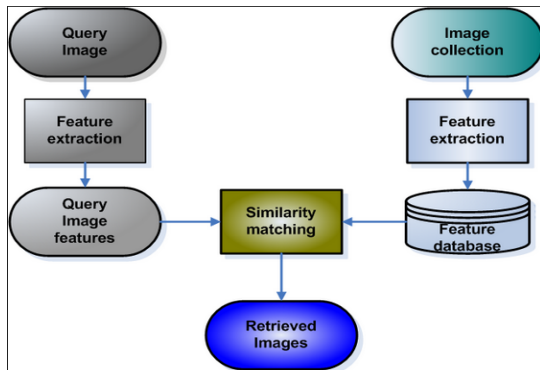 Query
Image
Image
collection
Feature
extraction
Feature
extraction
Query
Image
features
Similarity
matching
Feature
database
Retrieved
Images